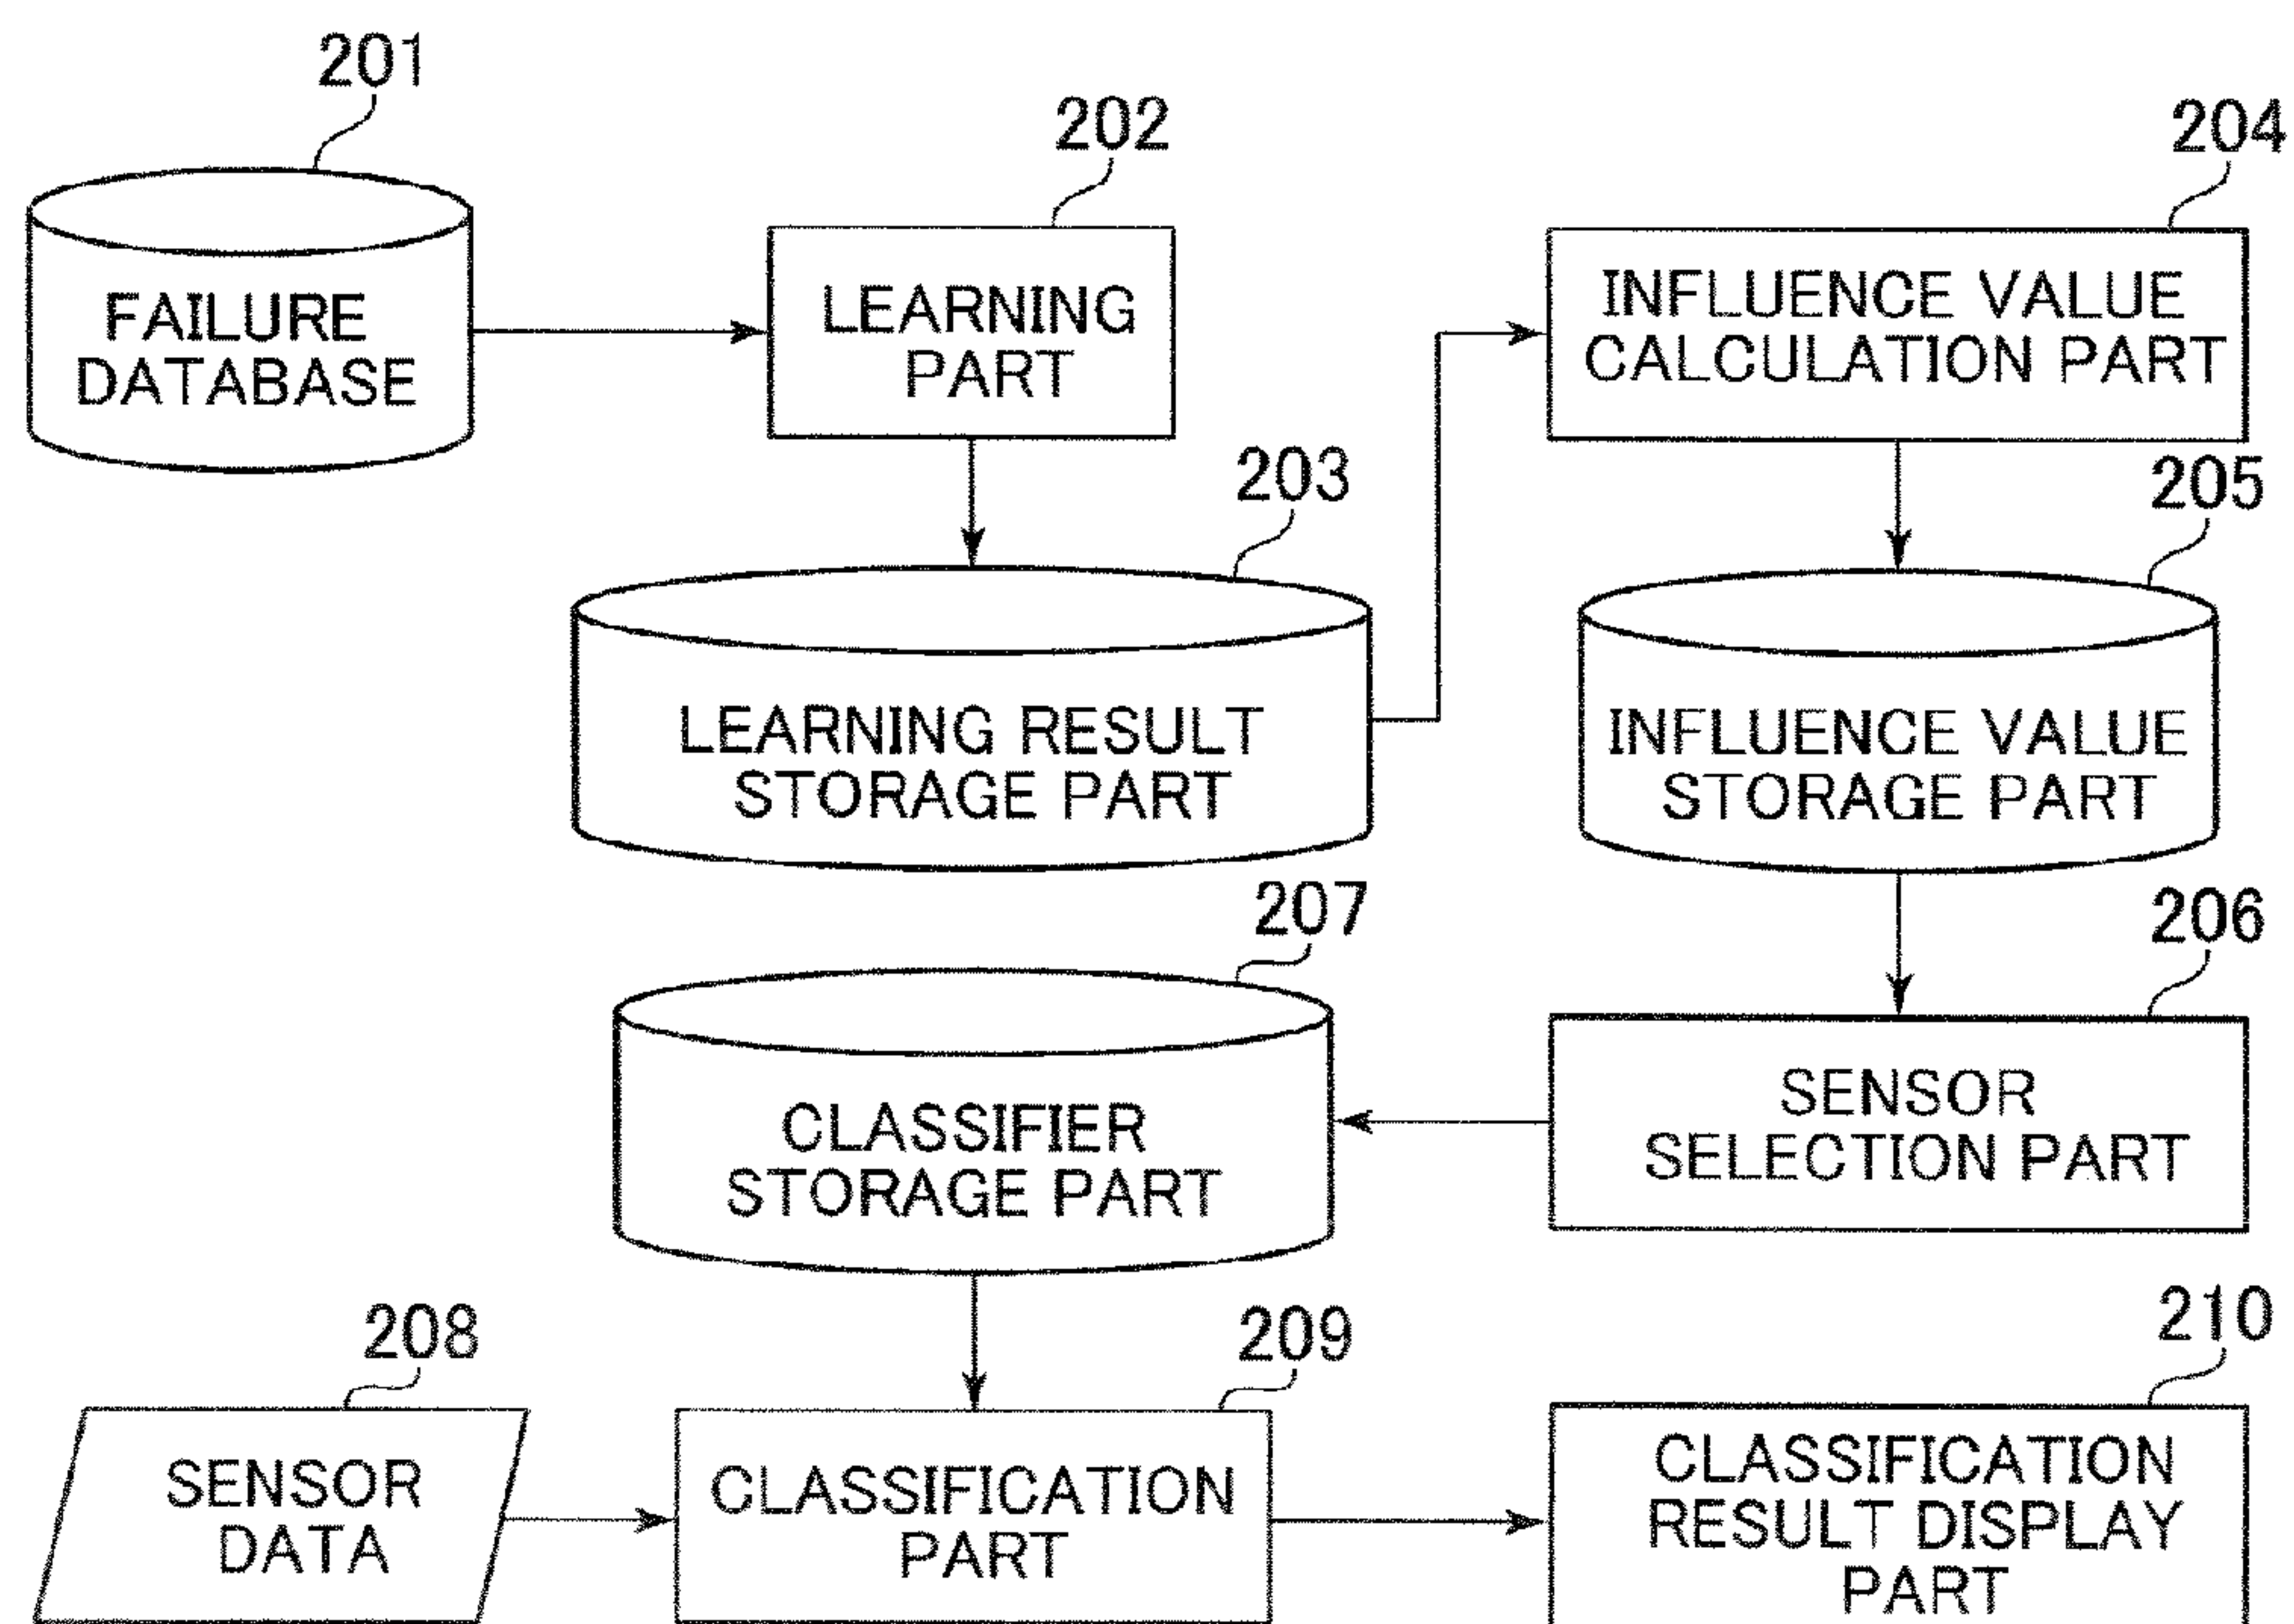 201
202
204
FAILURE
DATABASE
LEARNING
PART
INFLUENCE VALUE
CALCULATION PART
203
205
LEARNING RESULT
STORAGE PART
INFLUENCE VALUE
STORAGE PART
207
206
CLASSIFIER
STORAGE PART
SENSOR
SELECTION PART
208
209
210
SENSOR
DATA
CLASSIFICATION
PART
CLASSIFICATION
RESULT DISPLAY
PART